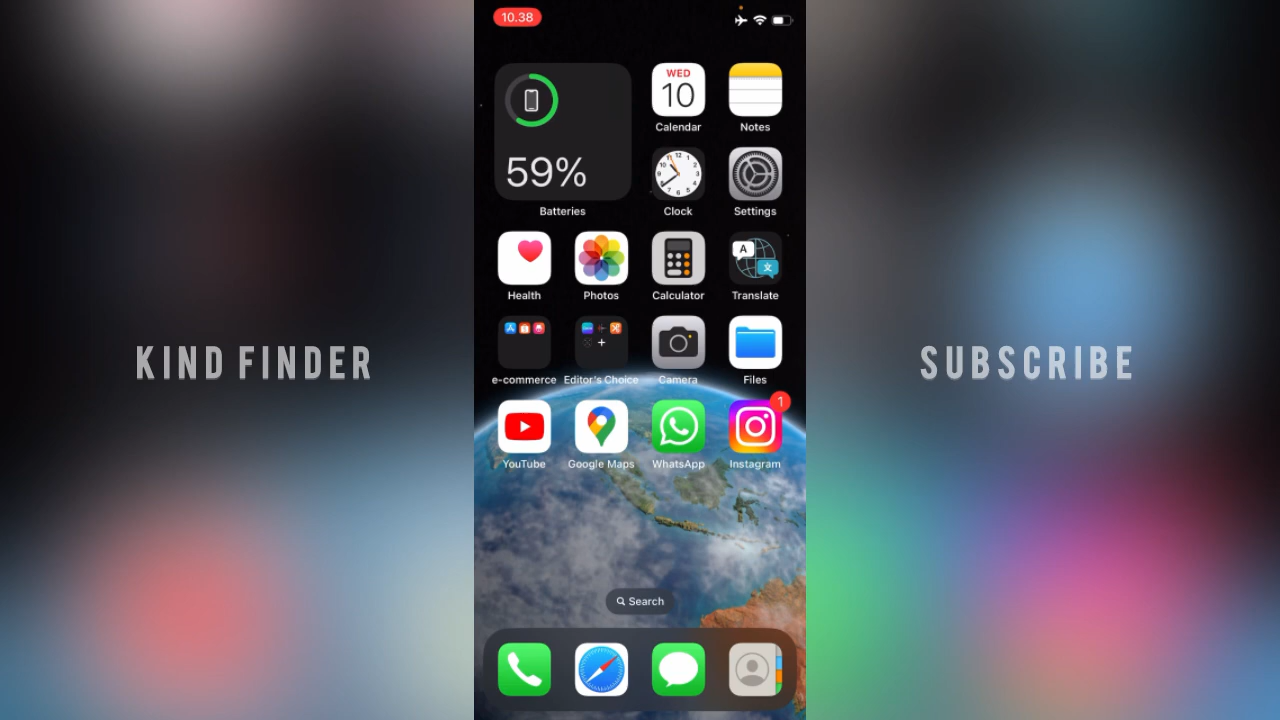 10.38
WED
10
Calendar
Notes
59%
Batteries
Clock
Settings
Health
Photos
Calculator
A
文
Translate
e-commerce
Editor's Choice
Camera
Files
1
YouTube
Google Maps
WhatsApp
Instagram
Search
KIND FINDER
SUBSCRIBE